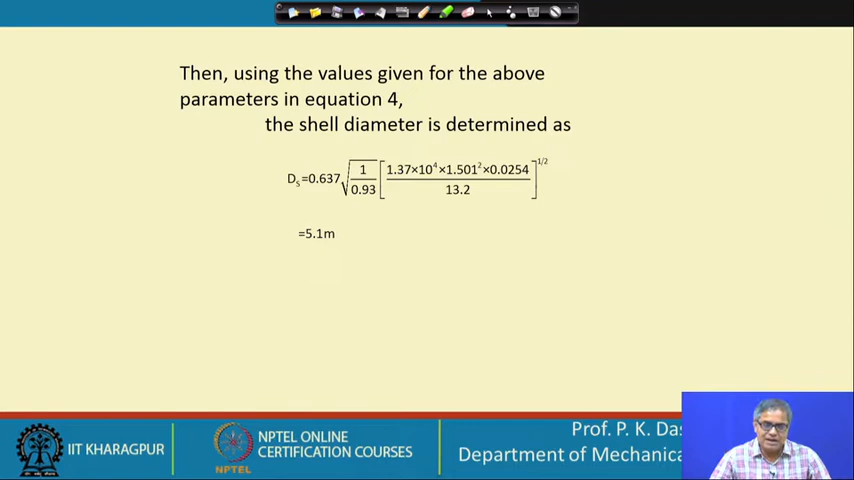 Then, using the values given for the above
parameters in equation 4,
the shell diameter is determined as
Dₛ=0.637√(1/0.93) [(1.37×10⁴×1.501²×0.0254)/13.2]^1/2
=5.1m
IIT KHARAGPUR
NPTEL
NPTEL ONLINE
CERTIFICATION COURSES
Prof. P. K. Das
Department of Mechanica